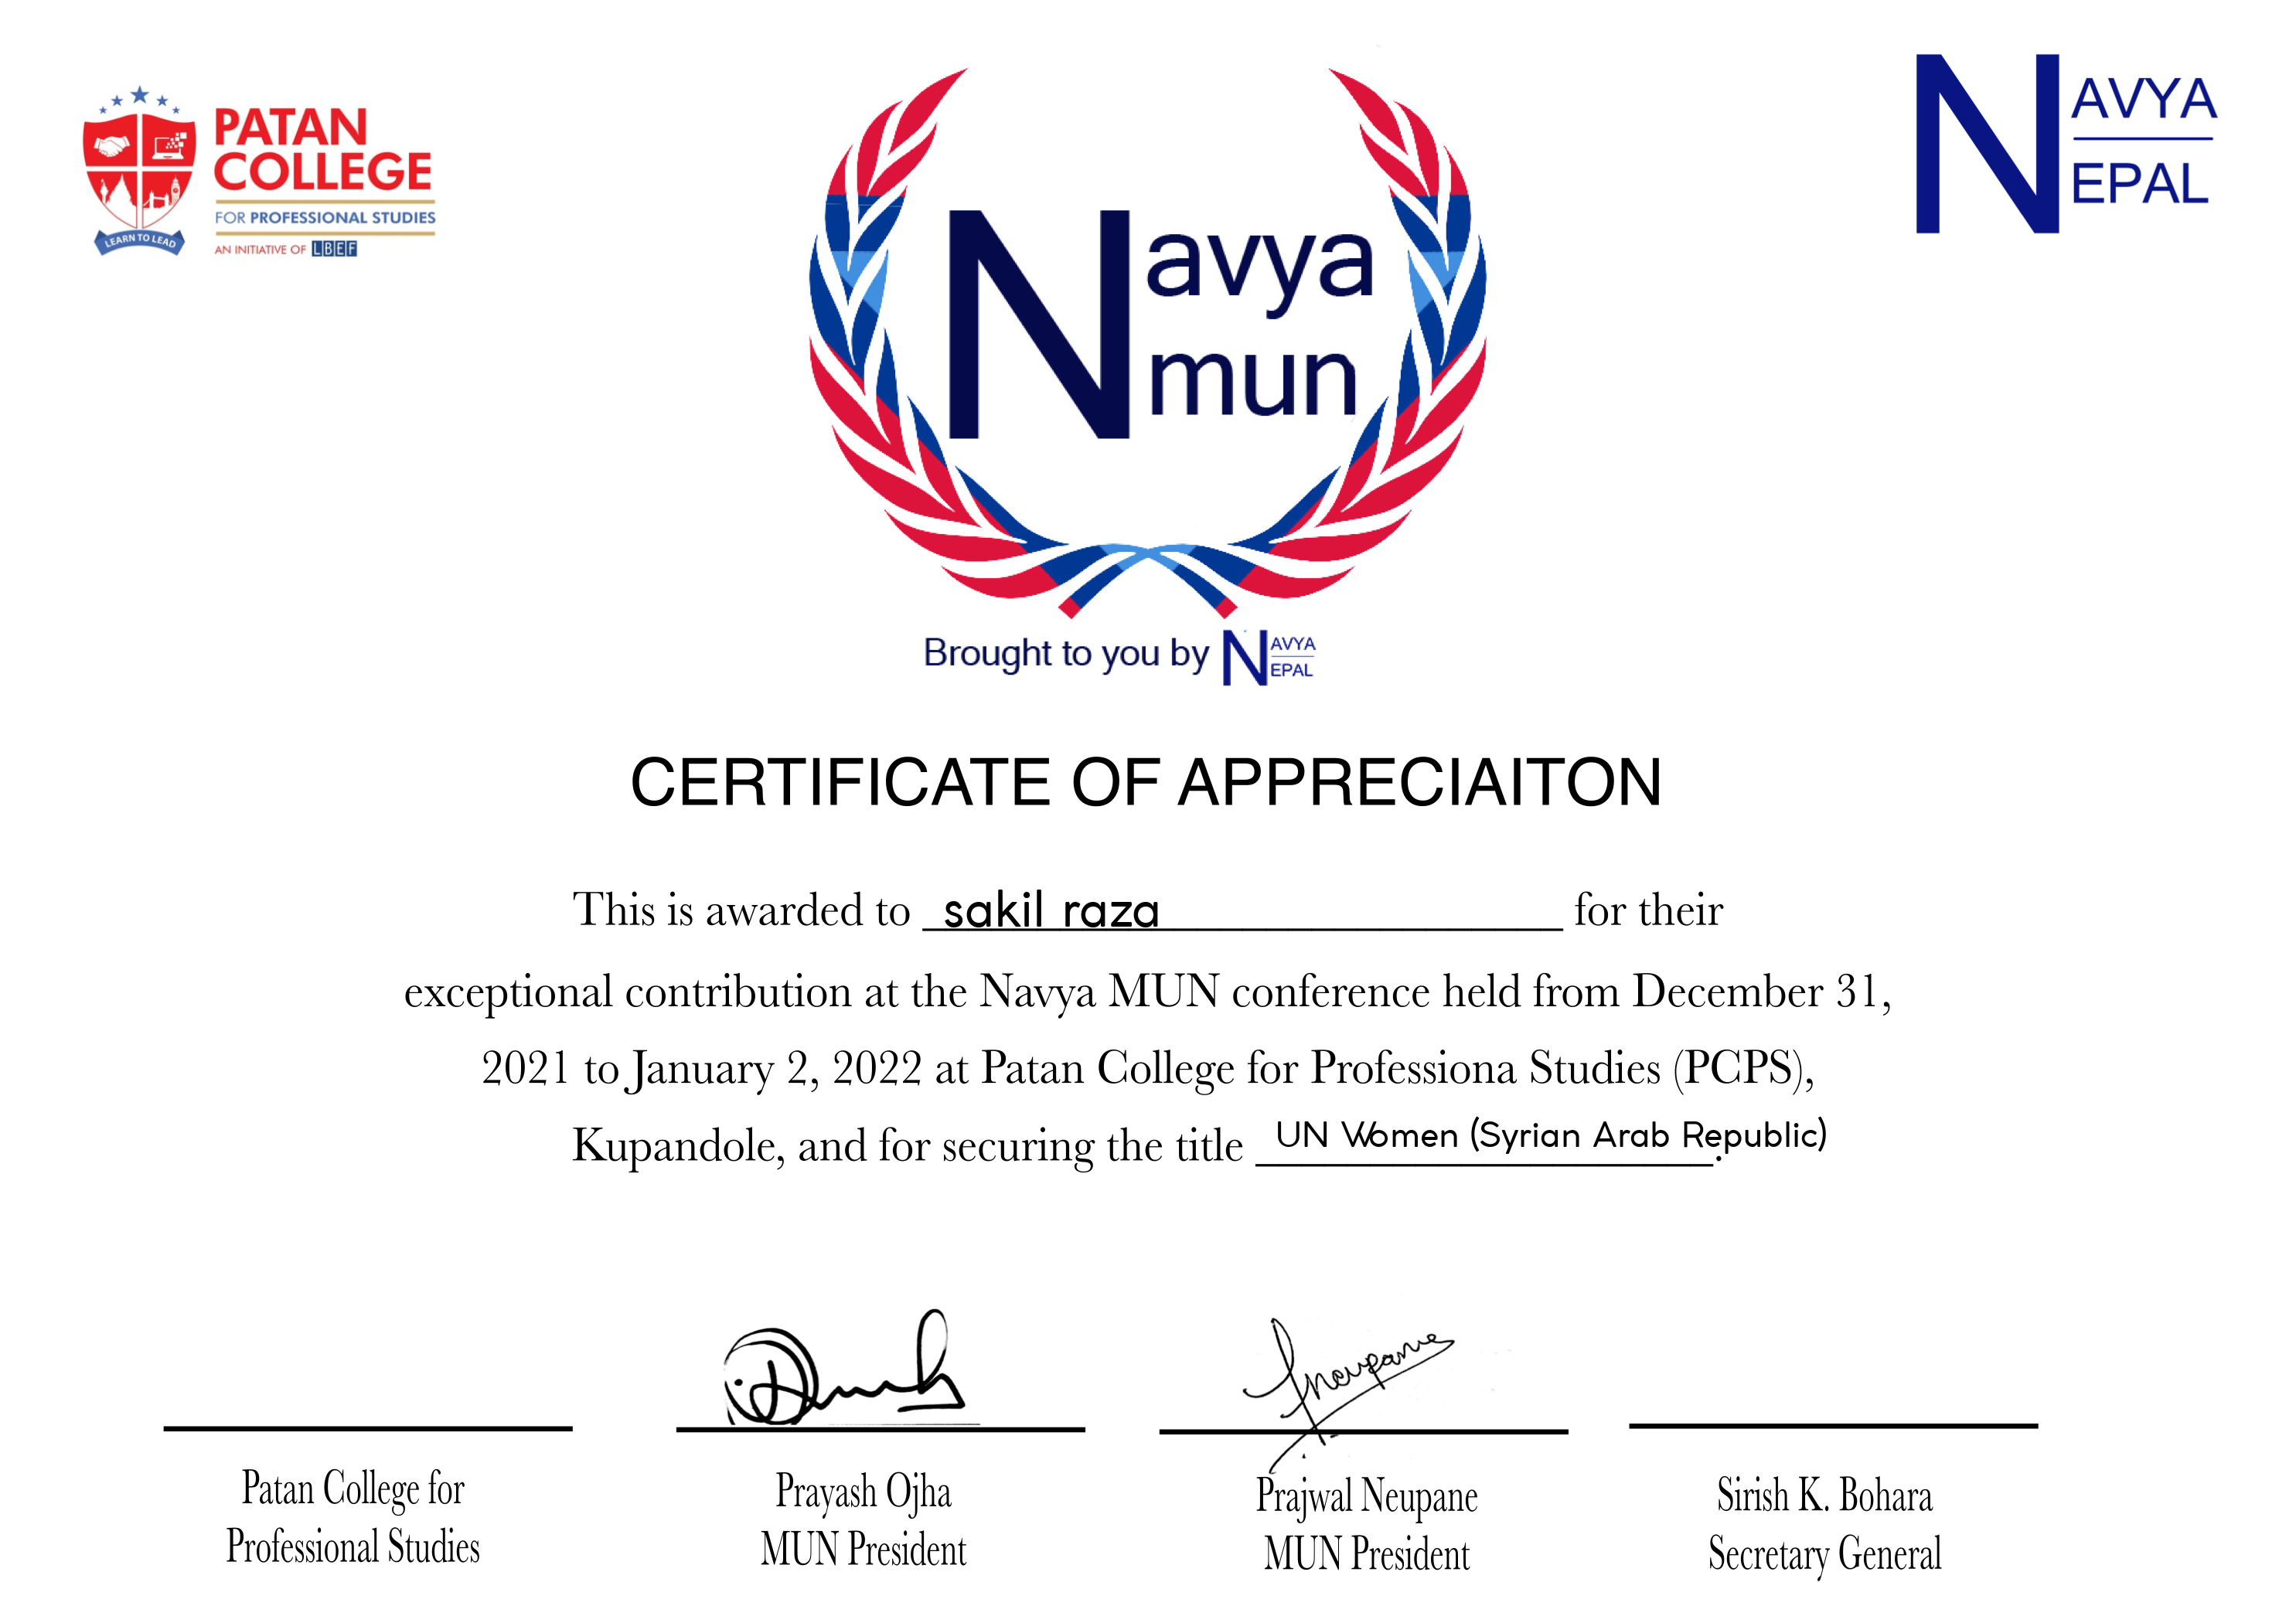 PATAN
COLLEGE
FOR PROFESSIONAL STUDIES
AN INITIATIVE OF LBEF
LEARN TO LEAD
Navya
mun
NAVYA
NEPAL
Brought to you by NAVYA NEPAL
CERTIFICATE OF APPRECIAITON
This is awarded to sakil raza for their
exceptional contribution at the Navya MUN conference held from December 31,
2021 to January 2, 2022 at Patan College for Professiona Studies (PCPS),
Kupandole, and for securing the title UN Women (Syrian Arab Republic).
Neupane
Patan College for
Professional Studies
Prayash Ojha
MUN President
Prajwal Neupane
MUN President
Sirish K. Bohara
Secretary General